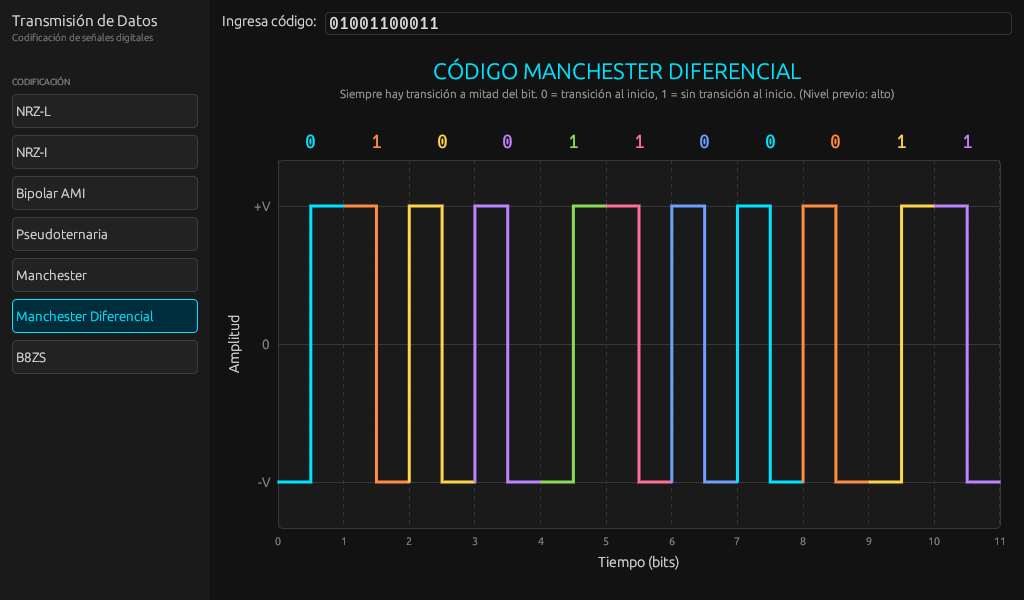 Transmisión de Datos
Codificación de señales digitales
CODIFICACIÓN
NRZ-L
NRZ-I
Bipolar AMI
Pseudoternaria
Manchester
Manchester Diferencial
B8ZS
Ingresa código: 01001100011
CÓDIGO MANCHESTER DIFERENCIAL
Siempre hay transición a mitad del bit. 0 = transición al inicio, 1 = sin transición al inicio. (Nivel previo: alto)
0 1 0 0 1 1 0 0 0 1 1
+V
0
-V
Amplitud
0 1 2 3 4 5 6 7 8 9 10 11
Tiempo (bits)